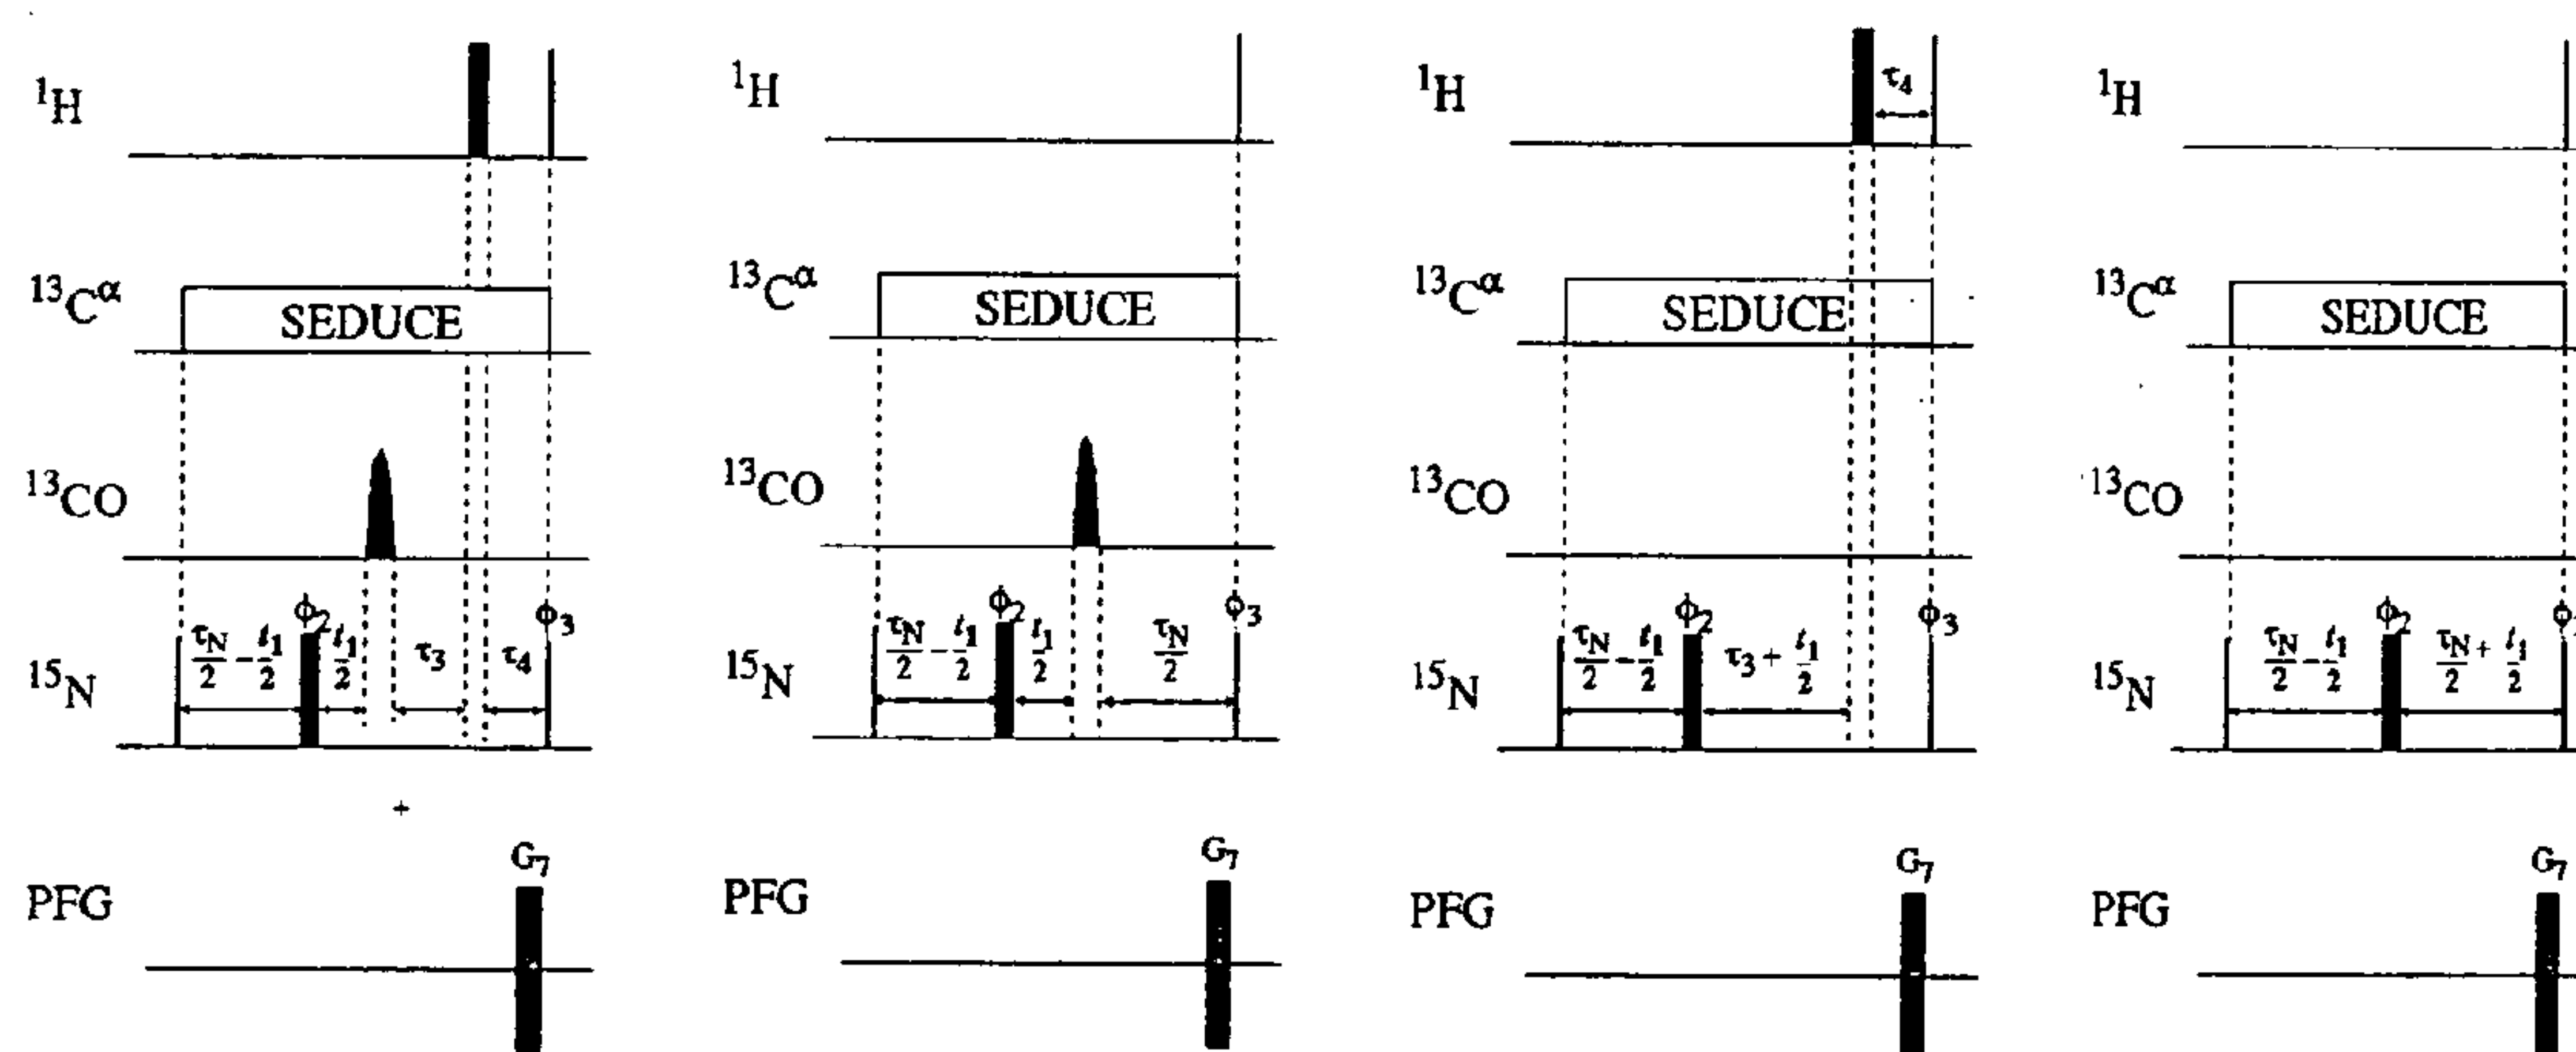 ¹H ¹H ¹H τ₄ ¹H
¹³Cᵅ SEDUCE ¹³Cᵅ SEDUCE ¹³Cᵅ SEDUCE ¹³Cᵅ SEDUCE
¹³CO ¹³CO ¹³CO ¹³CO
¹⁵N τN/2 - t₁/2 ϕ₂ t₁/2 τ₃ τ₄ ϕ₃ ¹⁵N τN/2 - t₁/2 ϕ₂ t₁/2 τN/2 ϕ₃ ¹⁵N τN/2 - t₁/2 ϕ₂ τ₃ + t₁/2 ϕ₃ ¹⁵N τN/2 - t₁/2 ϕ₂ τN/2 + t₁/2
PFG G₇ PFG G₇ PFG G₇ PFG G₇